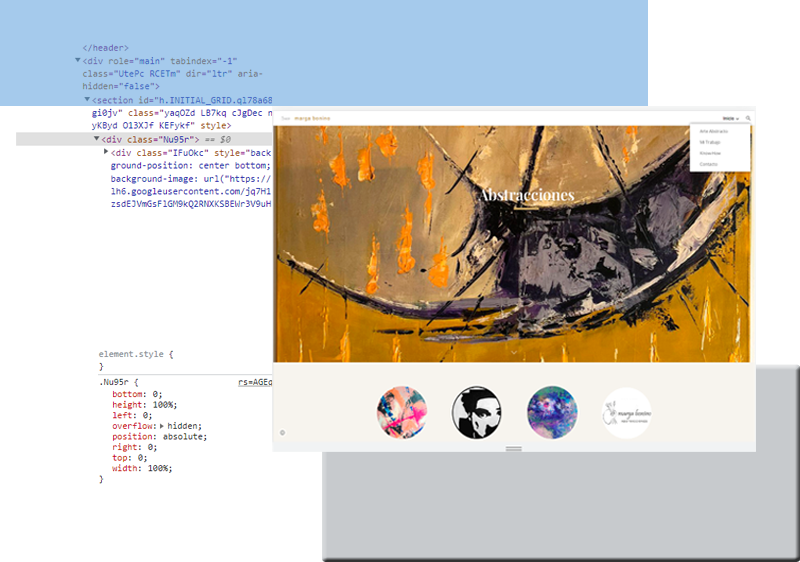 </header>
<div role="main" tabindex="-1"
class="UtePc RCETm" dir="ltr" aria-
hidden="false">
<section id="h.INITIAL_GRID.ql78a68
gi0jv" class="yaqOZd LB7kq cJgDec n
yKByd O13XJf KEFykf" style>
<div class="Nu95r"> == $0
<div class="IFuOkc" style="back
ground-position: center bottom;
background-image: url("https://
lh6.googleusercontent.com/jq7H1
zsdEJVmGsFlGM9kQ2RNXKSBEWr3V9uH
element.style {
}
.Nu95r { rs=AGEq
bottom: 0;
height: 100%;
left: 0;
overflow: hidden;
position: absolute;
right: 0;
top: 0;
width: 100%;
}
marga bonino
Inicio
Arte Abstracto
Mi Trabajo
Know-How
Contacto
Abstracciones
marga bonino